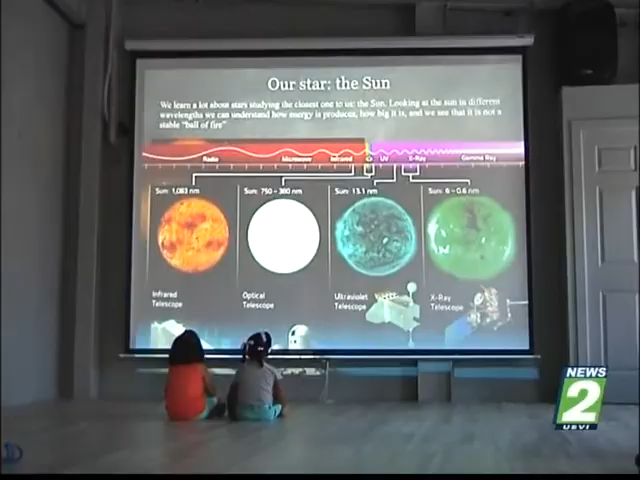 Our star: the Sun
We learn a lot about stars studying the closest one to us: the Sun. Looking at the sun in different
wavelengths we can understand how energy is produces, how big it is, and we see that it is not a
stable "ball of fire"
Radio Microwave Infrared UV X-Ray Gamma Ray
Sun: 1,083 nm Sun: 750 - 380 nm Sun: 13.1 nm Sun: 6 - 0.6 nm
Infrared Optical Ultraviolet X-Ray
Telescope Telescope Telescope Telescope
NEWS
2
UEVI